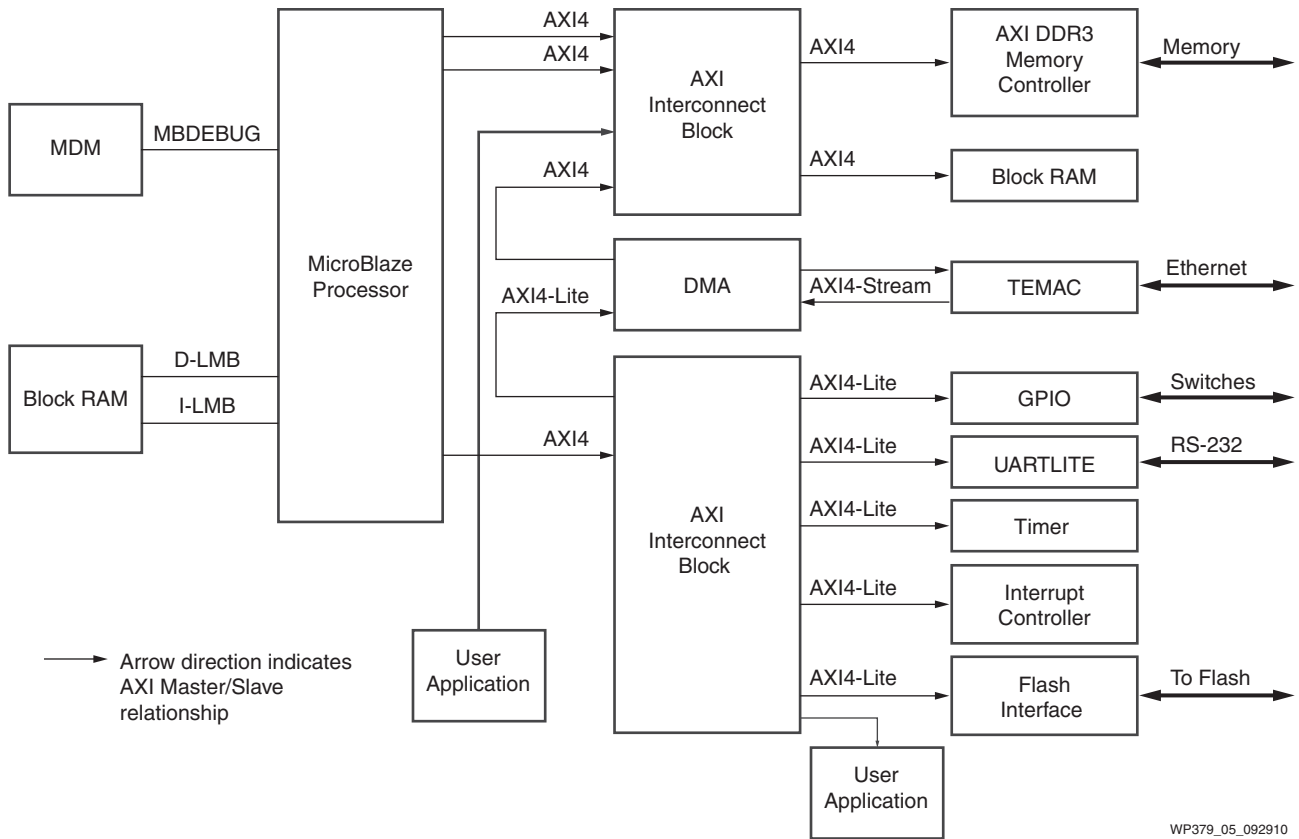 AXI4
AXI4
AXI
Interconnect
Block
AXI4
AXI DDR3
Memory
Controller
Memory
MDM
MBDEBUG
AXI4
AXI4
Block RAM
MicroBlaze
Processor
AXI4-Lite
DMA
AXI4-Stream
TEMAC
Ethernet
Block RAM
D-LMB
I-LMB
AXI4
AXI
Interconnect
Block
AXI4-Lite
GPIO
Switches
AXI4-Lite
UARTLITE
RS-232
AXI4-Lite
Timer
AXI4-Lite
Interrupt
Controller
AXI4-Lite
Flash
Interface
To Flash
Arrow direction indicates
AXI Master/Slave
relationship
User
Application
User
Application
WP379_05_092910